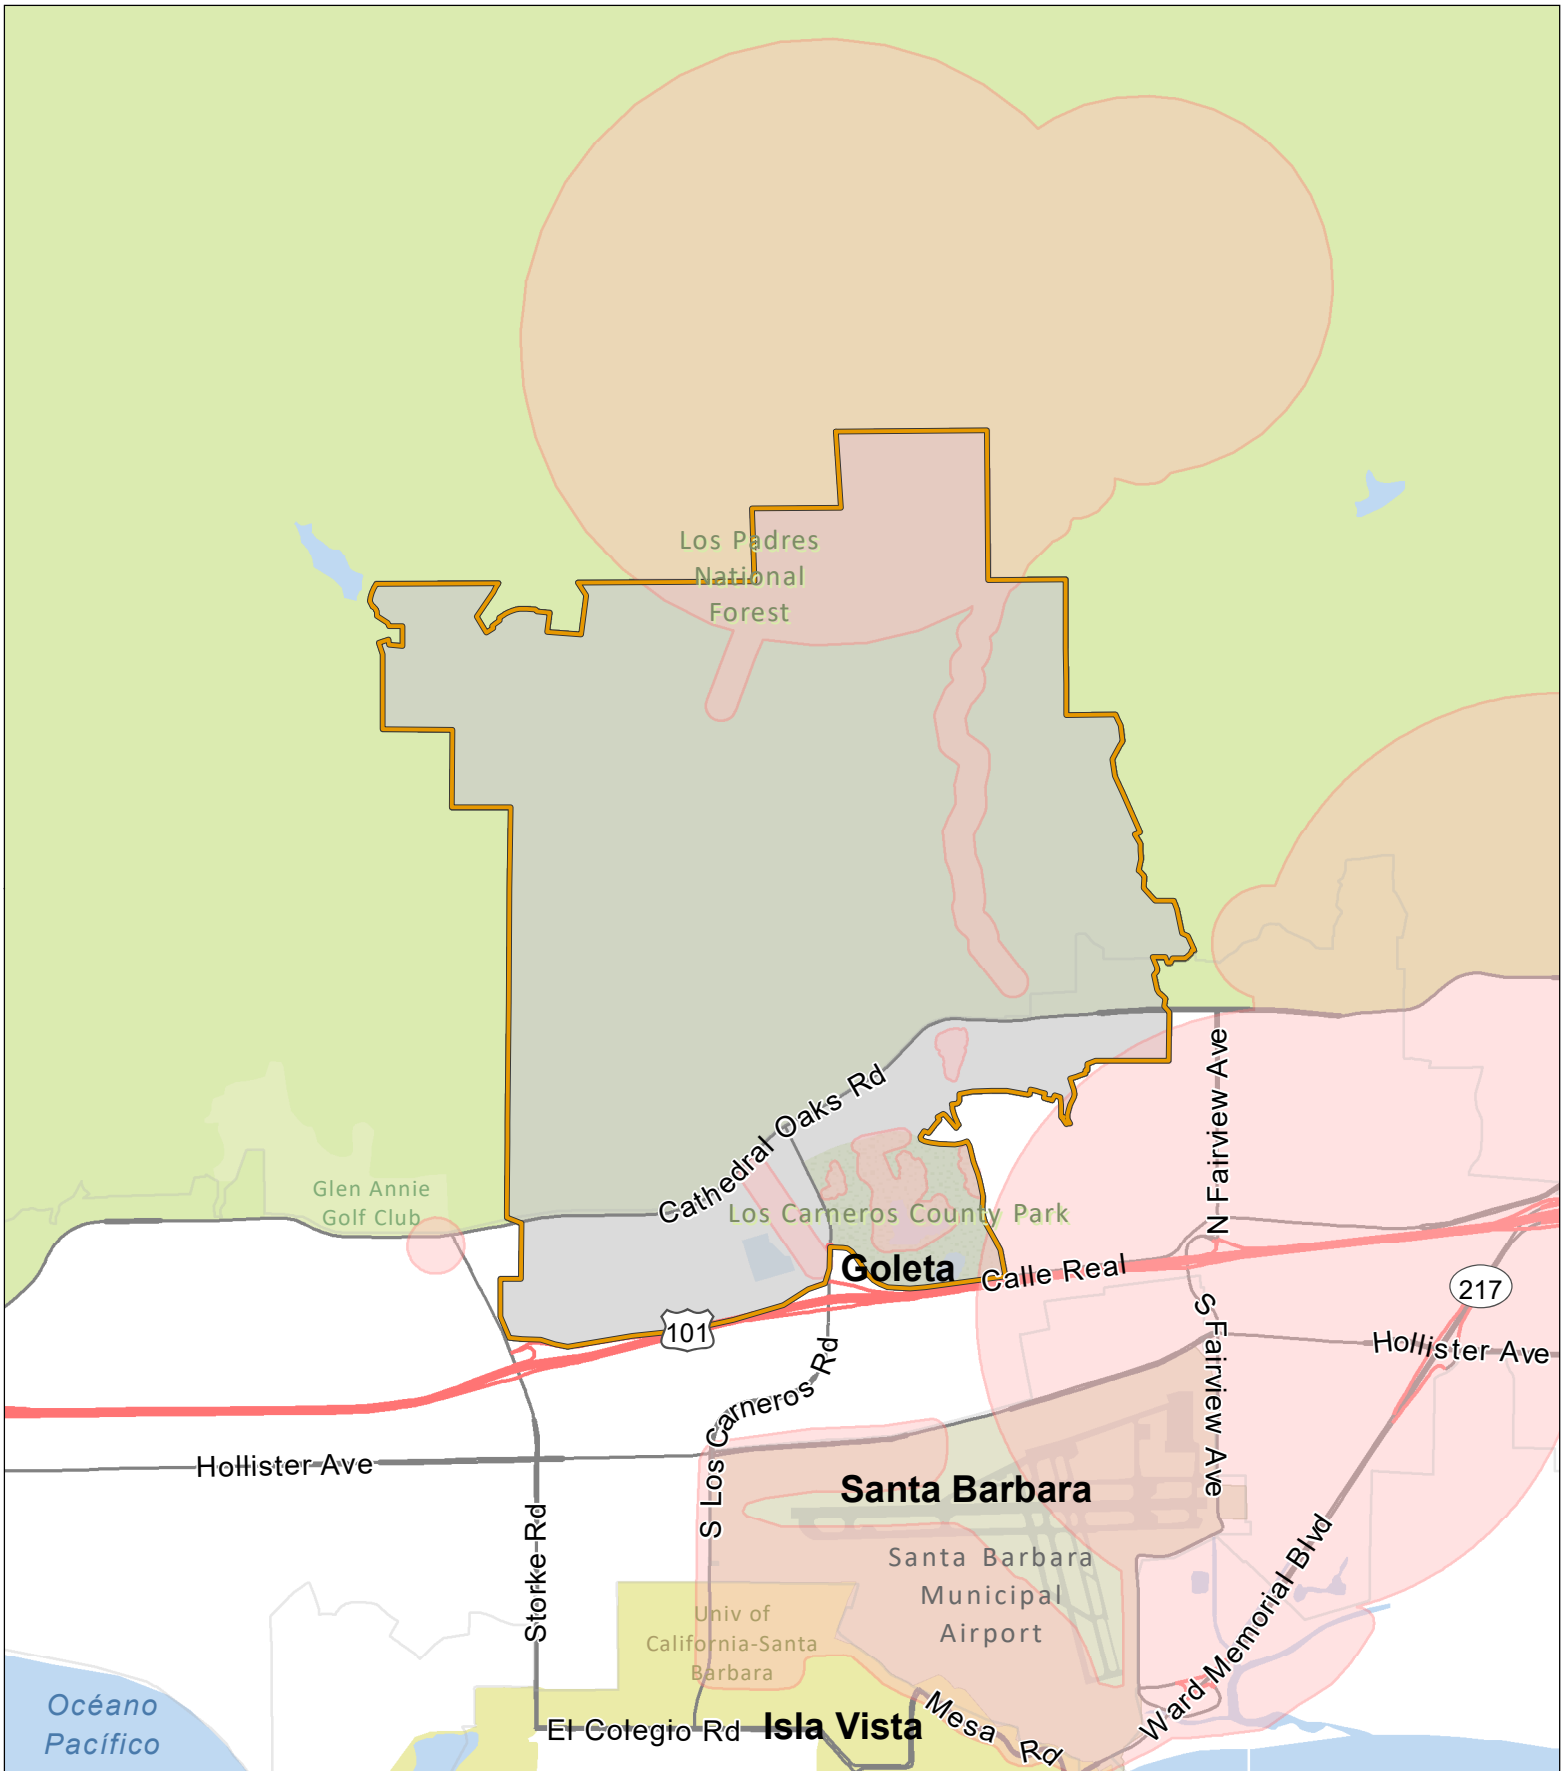 Los Padres
National
Forest
N Fairview Ave
Cathedral Oaks Rd
Glen Annie
Golf Club
Los Carneros County Park
Goleta
Calle Real
217
101
S Fairview Ave
Hollister Ave
S Los Carneros Rd
Hollister Ave
Santa Barbara
Storke Rd
Santa Barbara
Municipal
Airport
Ward Memorial Blvd
Univ of
California-Santa
Barbara
Océano
Pacífico
El Colegio Rd
Isla Vista
Mesa Rd